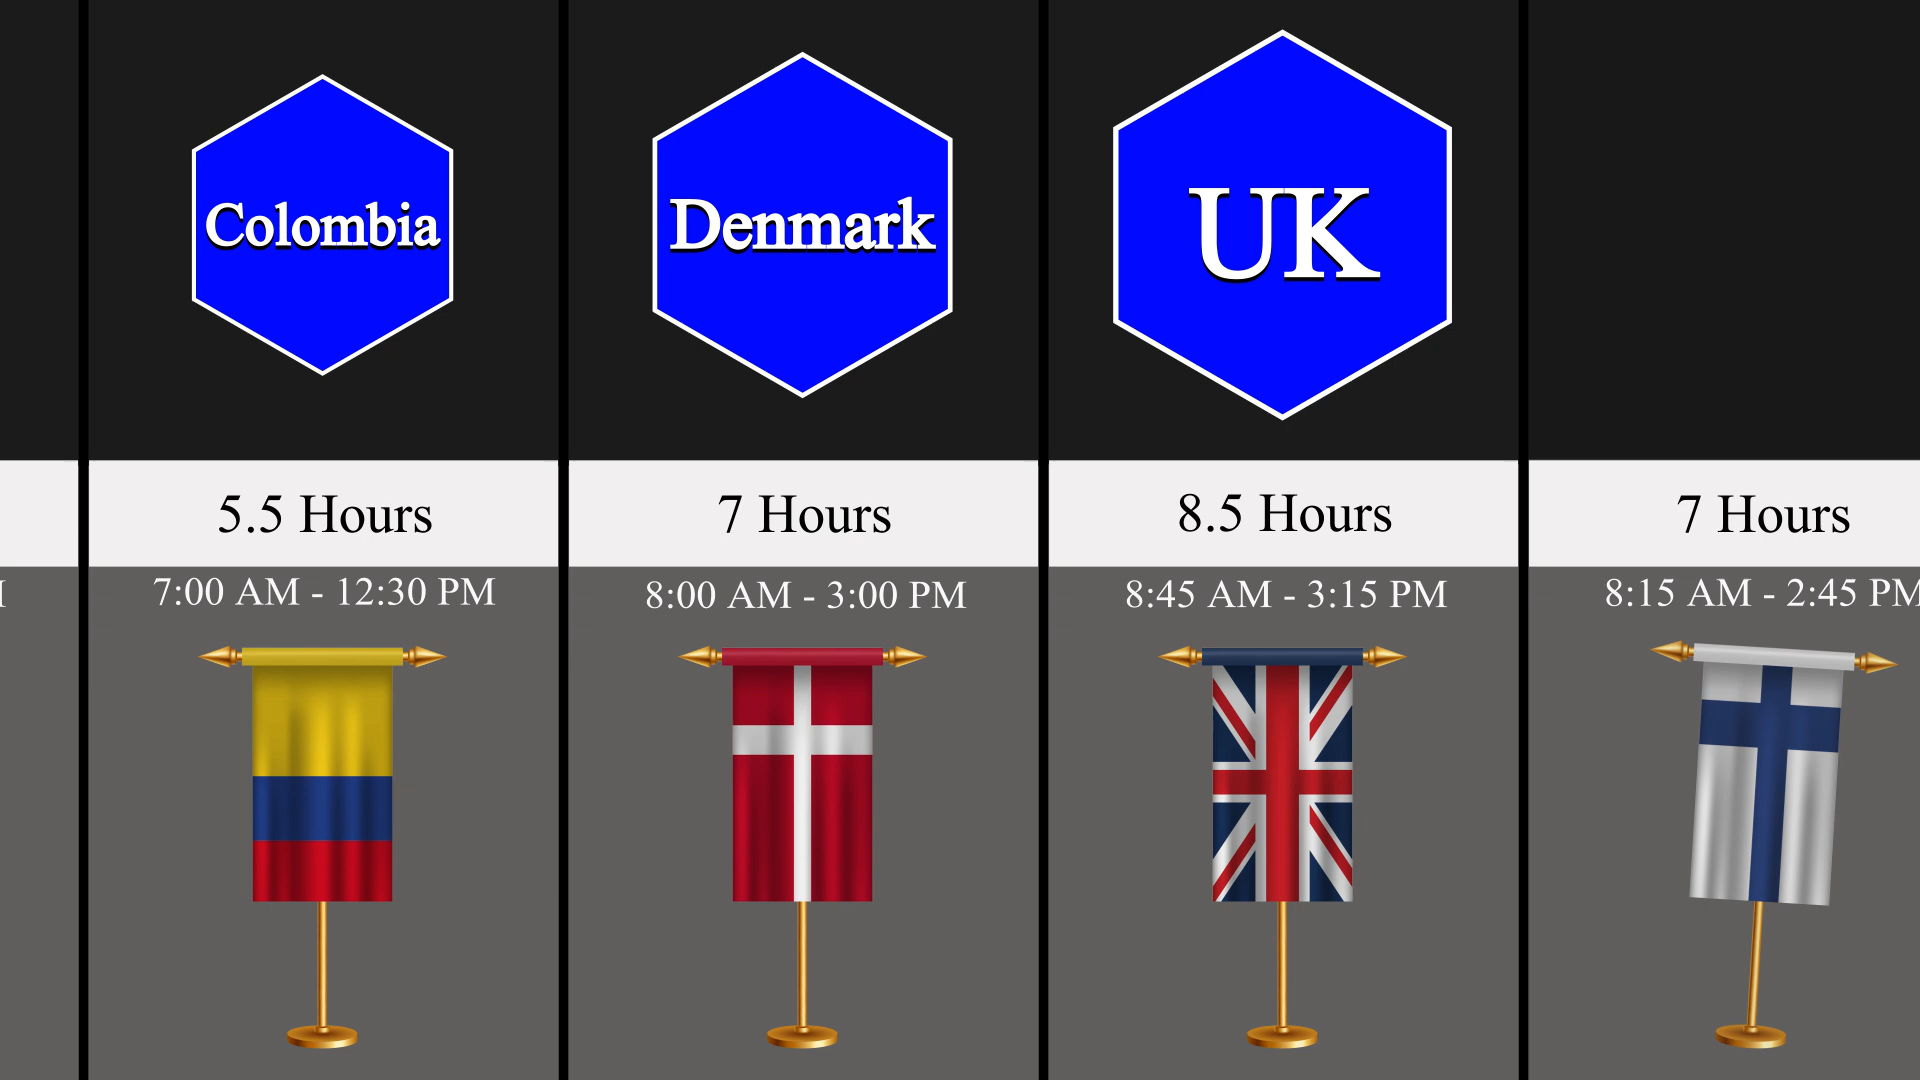 Colombia
5.5 Hours
7:00 AM - 12:30 PM
Denmark
7 Hours
8:00 AM - 3:00 PM
UK
8.5 Hours
8:45 AM - 3:15 PM
7 Hours
8:15 AM - 2:45 PM